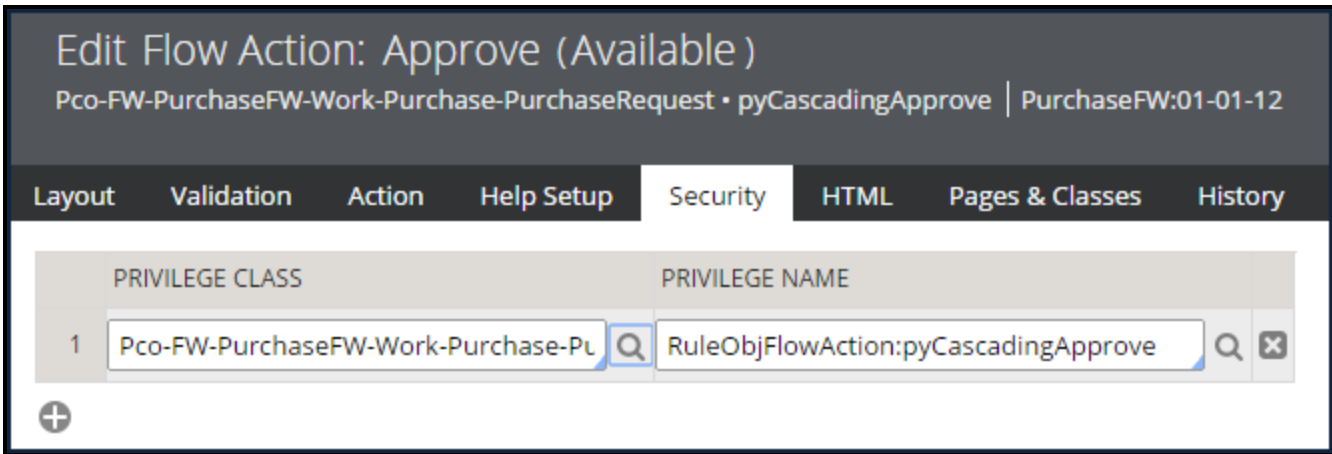 Edit Flow Action: Approve (Available)
Pco-FW-PurchaseFW-Work-Purchase-PurchaseRequest • pyCascadingApprove | PurchaseFW:01-01-12
Layout Validation Action Help Setup Security HTML Pages & Classes History
PRIVILEGE CLASS PRIVILEGE NAME
1 Pco-FW-PurchaseFW-Work-Purchase-Pu RuleObjFlowAction:pyCascadingApprove